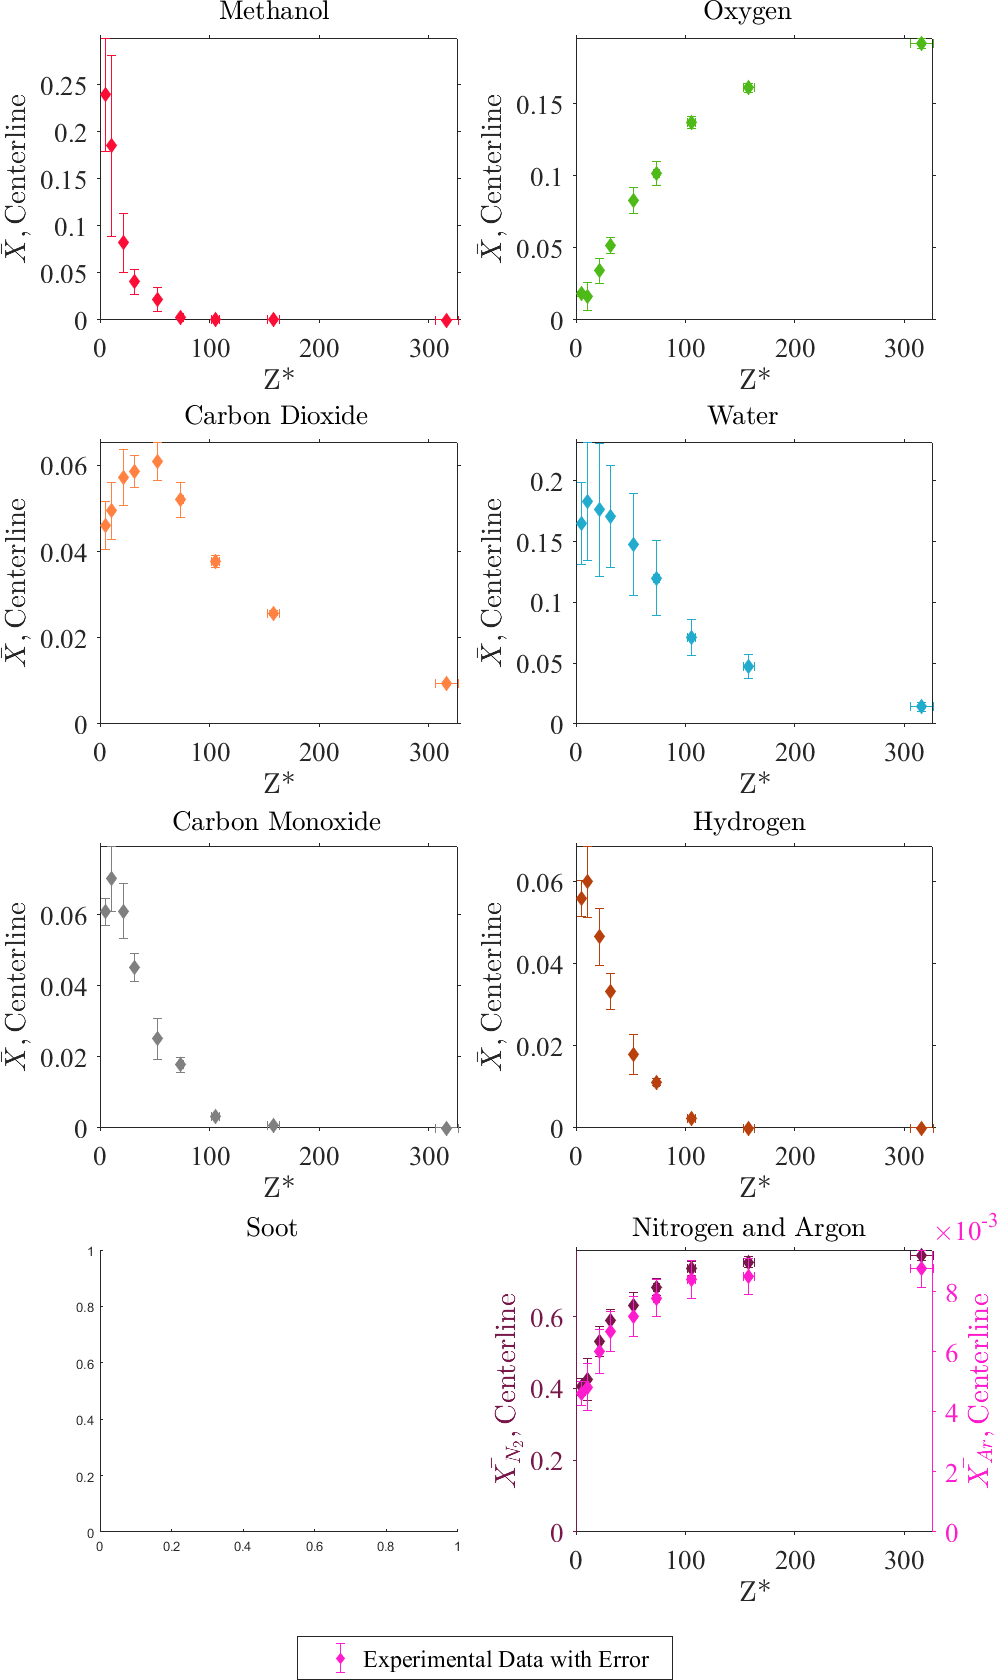 Methanol
X̄, Centerline
0.25
0.2
0.15
0.1
0.05
0
0 100 200 300
Z*
Oxygen
X̄, Centerline
0.15
0.1
0.05
0
0 100 200 300
Z*
Carbon Dioxide
X̄, Centerline
0.06
0.04
0.02
0
0 100 200 300
Z*
Water
X̄, Centerline
0.2
0.15
0.1
0.05
0
0 100 200 300
Z*
Carbon Monoxide
X̄, Centerline
0.06
0.04
0.02
0
0 100 200 300
Z*
Hydrogen
X̄, Centerline
0.06
0.04
0.02
0
0 100 200 300
Z*
Soot
1
0.8
0.6
0.4
0.2
0
0 0.2 0.4 0.6 0.8 1
Nitrogen and Argon
X̄_N₂, Centerline
0.6
0.4
0.2
0
0 100 200 300
Z*
×10⁻³
8
6
4
2
0
X̄_Ar, Centerline
Experimental Data with Error